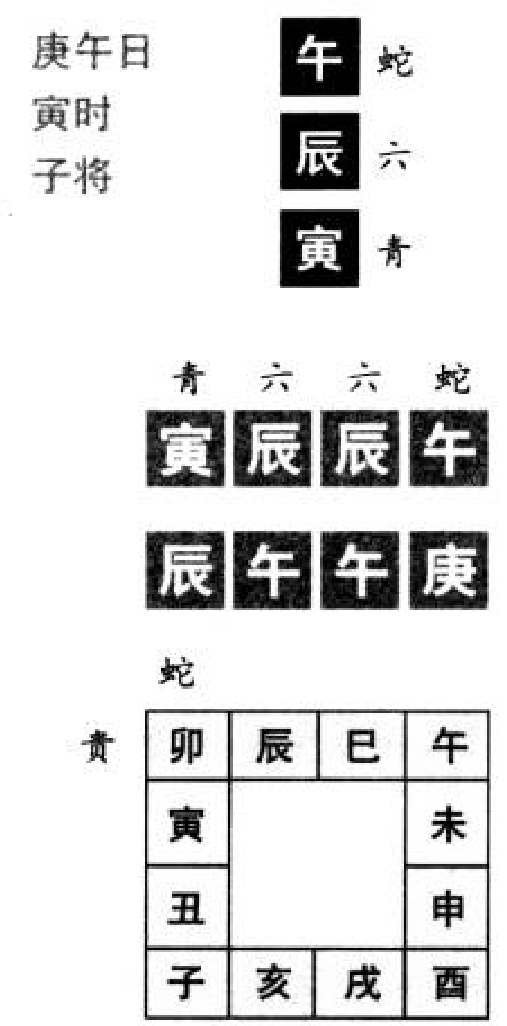 庚午日
寅时
子将
午 蛇
辰 六
寅 青
青 六 六 蛇
寅 辰 辰 午
辰 午 午 庚
蛇
贵 卯 辰 巳 午
寅 未
丑 申
子 亥 戌 酉